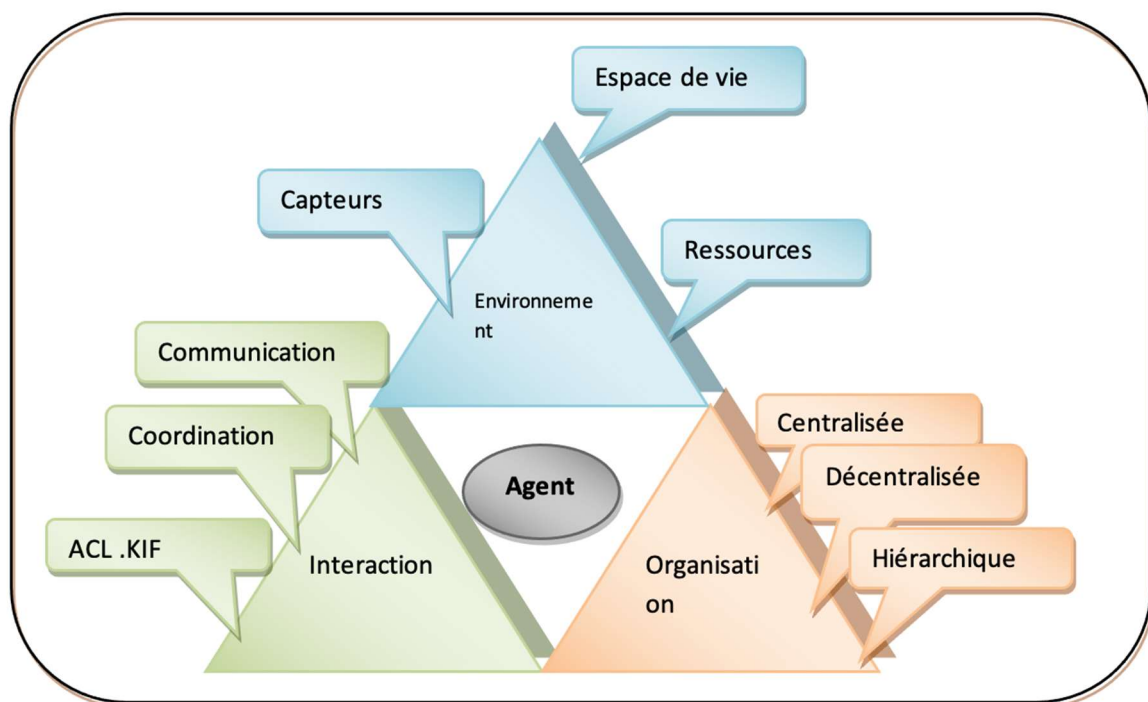 Espace de vie
Capteurs
Ressources
Environneme
nt
Communication
Coordination
ACL .KIF
Interaction
Agent
Centralisée
Décentralisée
Hiérarchique
Organisati
on